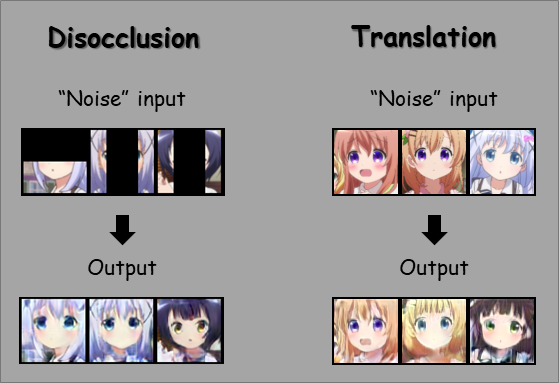 Disocclusion
“Noise” input
Output
Translation
“Noise” input
Output